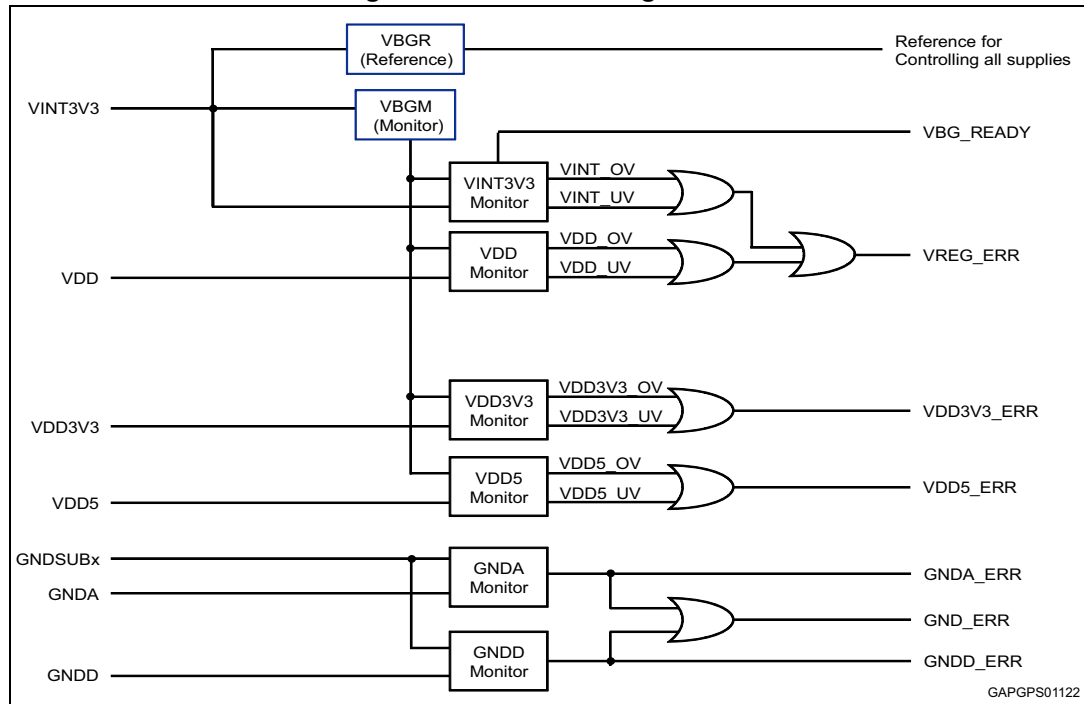 VBGR
(Reference)
Reference for
Controlling all supplies
VINT3V3
VBGM
(Monitor)
VBG_READY
VINT3V3
Monitor
VINT_OV
VINT_UV
VDD
VDD
Monitor
VDD_OV
VDD_UV
VREG_ERR
VDD3V3
VDD3V3
Monitor
VDD3V3_OV
VDD3V3_UV
VDD3V3_ERR
VDD5
VDD5
Monitor
VDD5_OV
VDD5_UV
VDD5_ERR
GNDSUBx
GNDA
GNDA
Monitor
GNDA_ERR
GND_ERR
GNDD
GNDD
Monitor
GNDD_ERR
GAPGPS01122